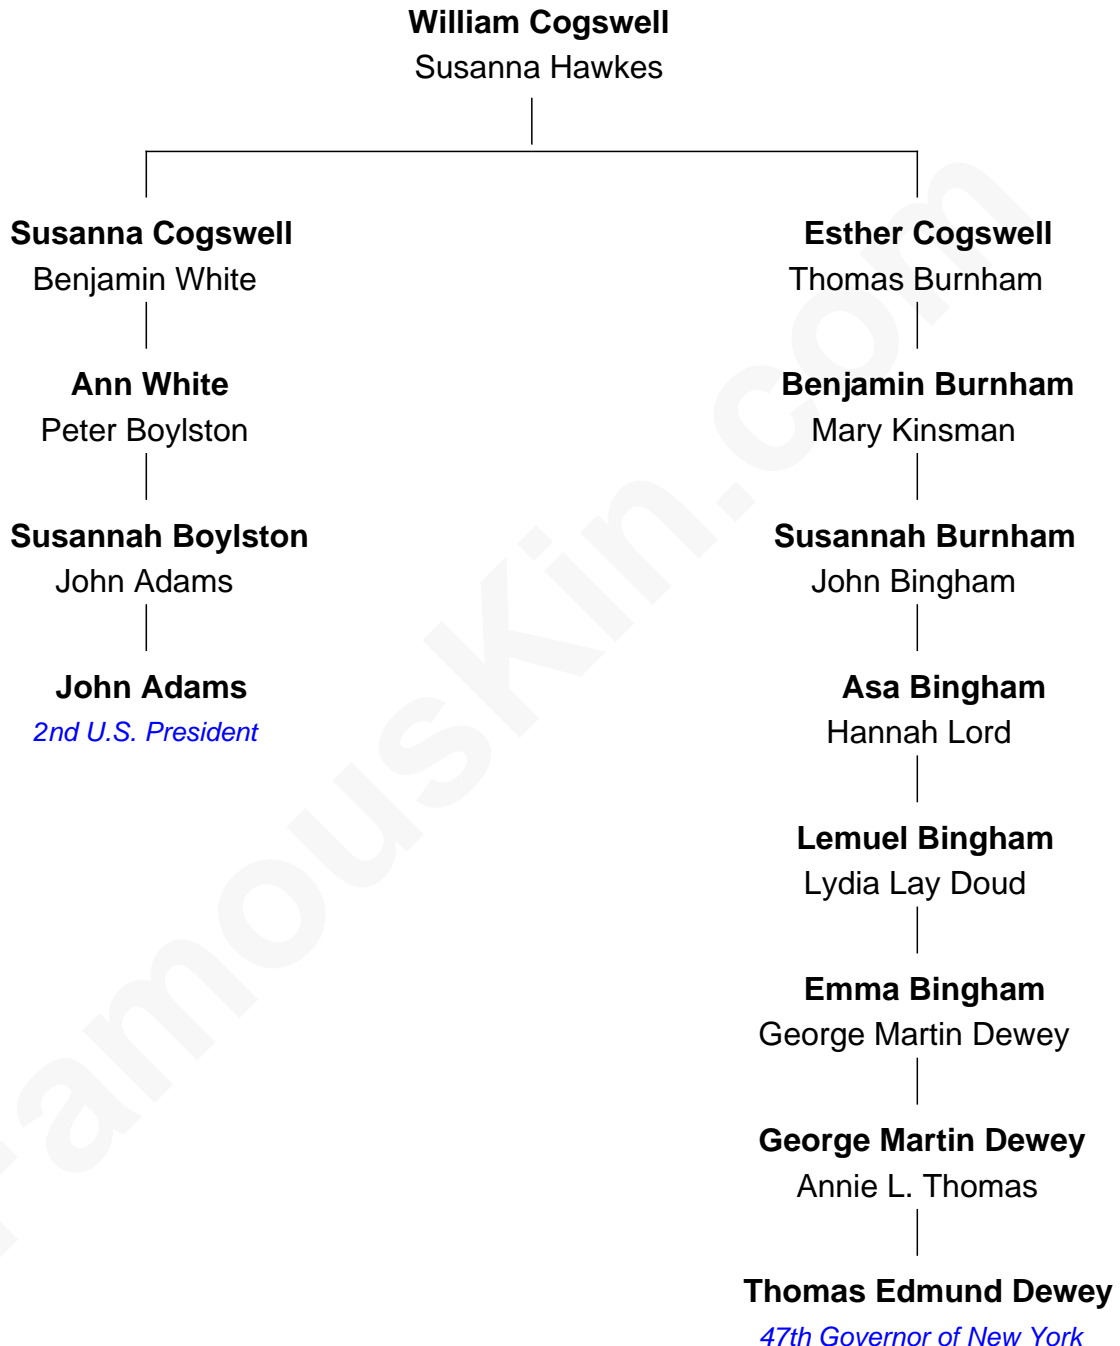 William Cogswell
Susanna Hawkes
Susanna Cogswell
Benjamin White
Ann White
Peter Boylston
Susannah Boylston
John Adams
John Adams
2nd U.S. President
Esther Cogswell
Thomas Burnham
Benjamin Burnham
Mary Kinsman
Susannah Burnham
John Bingham
Asa Bingham
Hannah Lord
Lemuel Bingham
Lydia Lay Doud
Emma Bingham
George Martin Dewey
George Martin Dewey
Annie L. Thomas
Thomas Edmund Dewey
47th Governor of New York
FamousKin.com